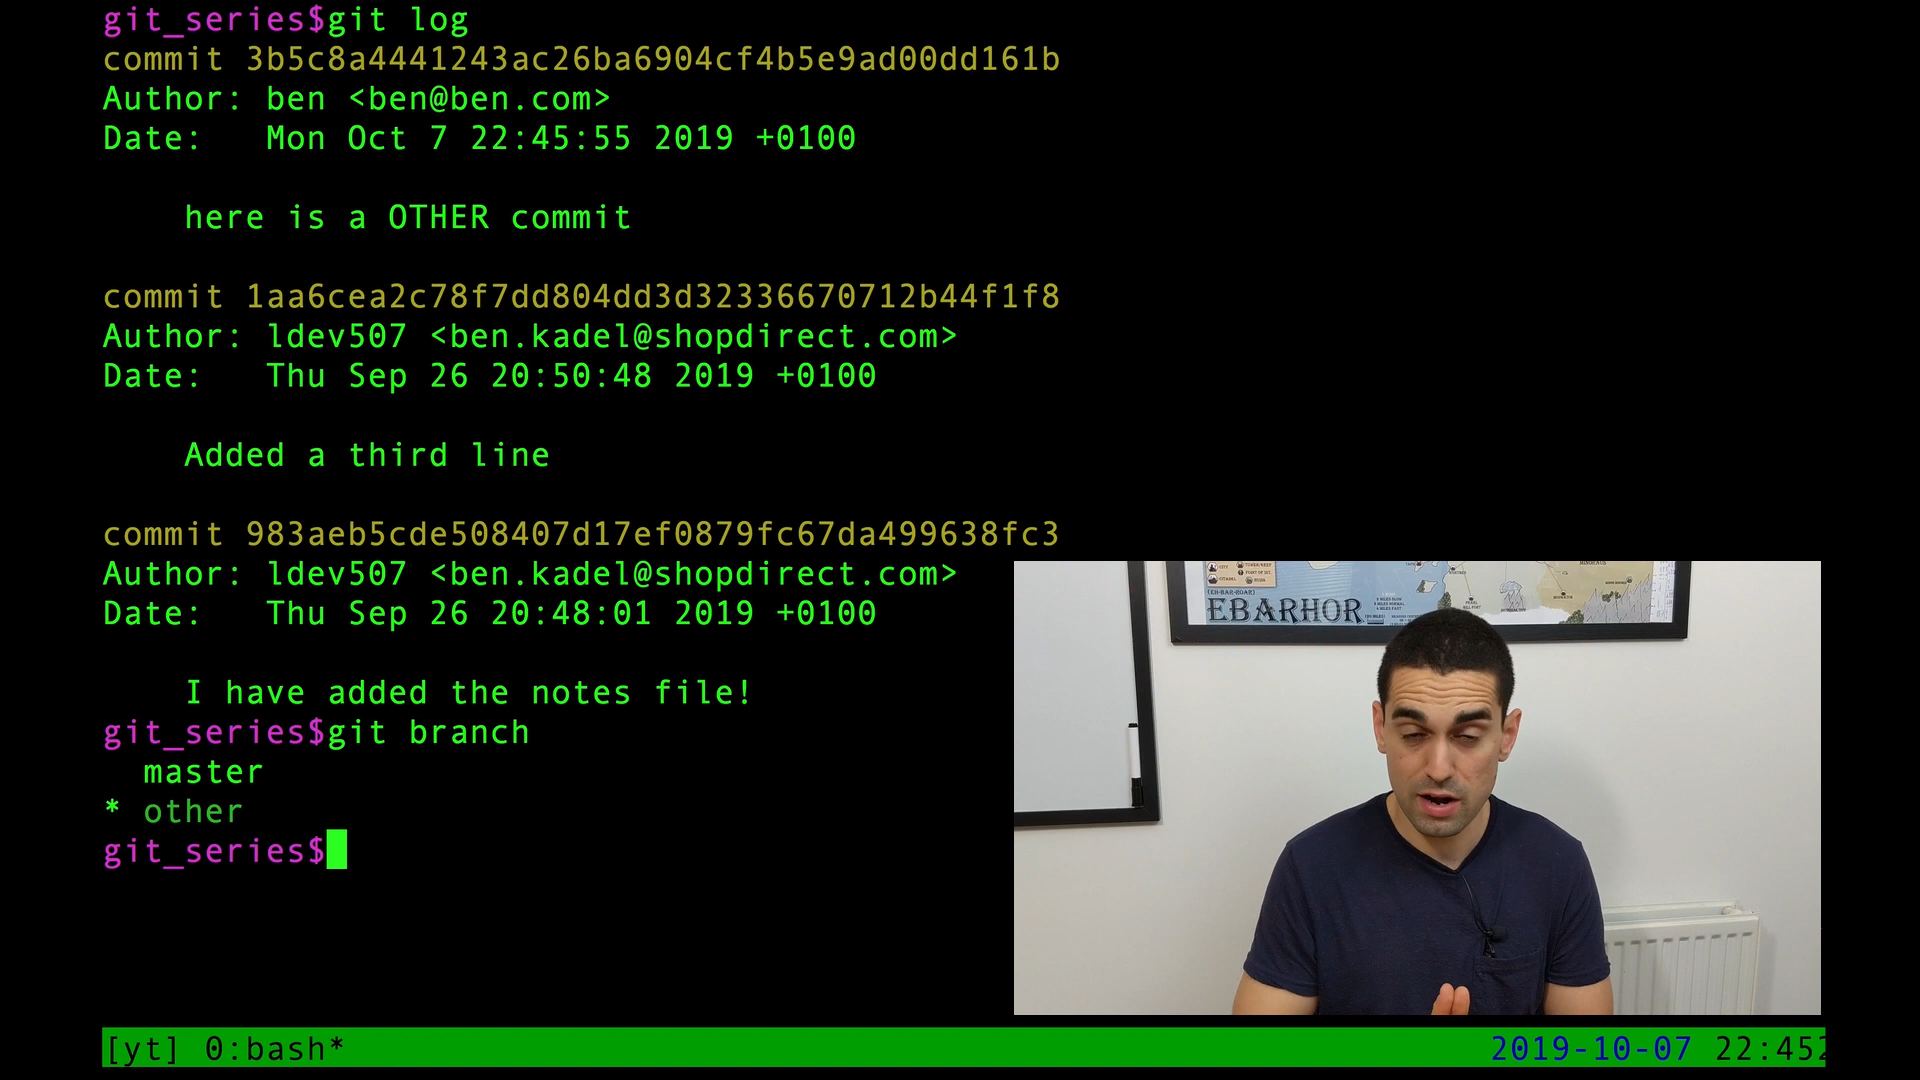 git_series$git log
commit 3b5c8a4441243ac26ba6904cf4b5e9ad00dd161b
Author: ben <ben@ben.com>
Date:   Mon Oct 7 22:45:55 2019 +0100
here is a OTHER commit
commit 1aa6cea2c78f7dd804dd3d32336670712b44f1f8
Author: ldev507 <ben.kadel@shopdirect.com>
Date:   Thu Sep 26 20:50:48 2019 +0100
Added a third line
commit 983aeb5cde508407d17ef0879fc67da499638fc3
Author: ldev507 <ben.kadel@shopdirect.com>
Date:   Thu Sep 26 20:48:01 2019 +0100
I have added the notes file!
git_series$git branch
master
* other
git_series$
EBARHOR
[yt] 0:bash*
2019-10-07 22:452